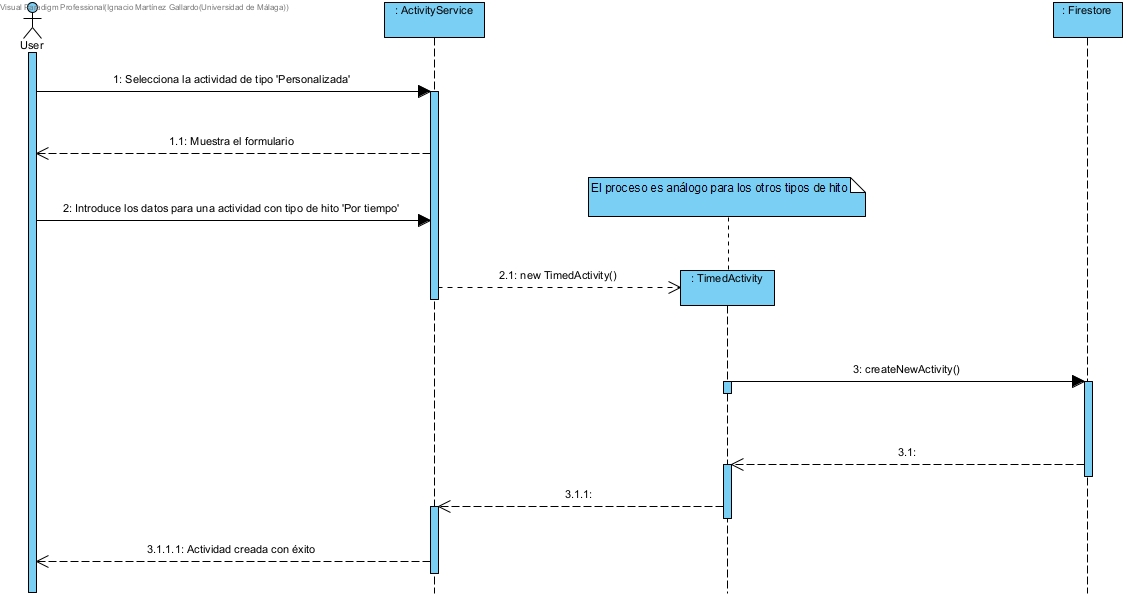 Visual Paradigm Professional(Ignacio Martínez Gallardo(Universidad de Málaga))
: ActivityService
: Firestore
User
1: Selecciona la actividad de tipo 'Personalizada'
1.1: Muestra el formulario
El proceso es análogo para los otros tipos de hito
2: Introduce los datos para una actividad con tipo de hito 'Por tiempo'
2.1: new TimedActivity()
: TimedActivity
3: createNewActivity()
3.1:
3.1.1:
3.1.1.1: Actividad creada con éxito